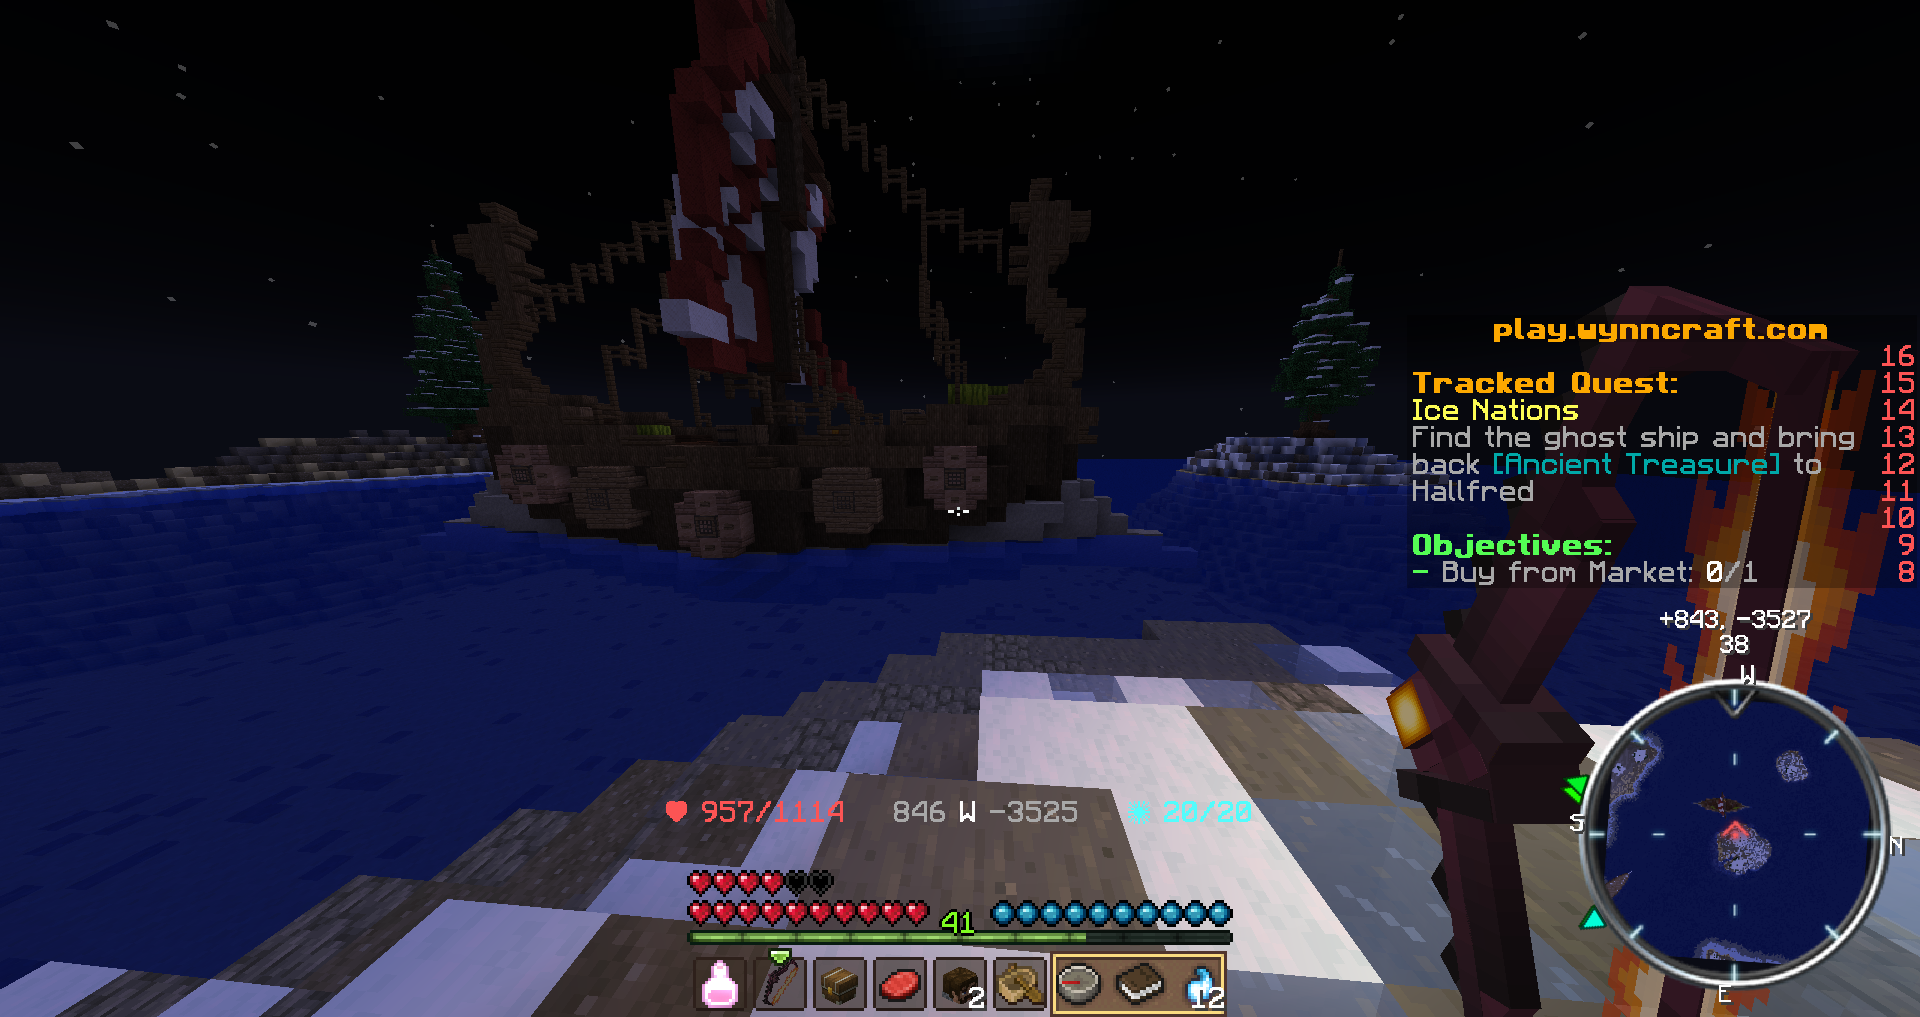 play.wynncraft.com
16
Tracked Quest: 15
Ice Nations 14
Find the ghost ship and bring 13
back [Ancient Treasure] to 12
Hallfred 11
10
Objectives: 9
- Buy from Market: 0/1 8
+843, -3527
38
W
S
N
E
957/1114 846 W -3525 20/20
41
2
12